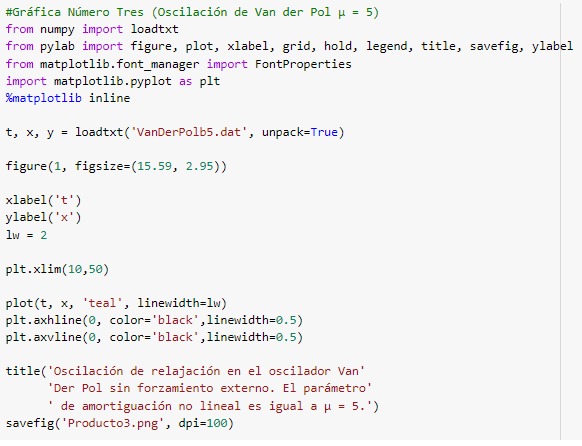 #Gráfica Número Tres (Oscilación de Van der Pol μ = 5)
from numpy import loadtxt
from pylab import figure, plot, xlabel, grid, hold, legend, title, savefig, ylabel
from matplotlib.font_manager import FontProperties
import matplotlib.pyplot as plt
%matplotlib inline
t, x, y = loadtxt('VanDerPolb5.dat', unpack=True)
figure(1, figsize=(15.59, 2.95))
xlabel('t')
ylabel('x')
lw = 2
plt.xlim(10,50)
plot(t, x, 'teal', linewidth=lw)
plt.axhline(0, color='black',linewidth=0.5)
plt.axvline(0, color='black',linewidth=0.5)
title('Oscilación de relajación en el oscilador Van'
'Der Pol sin forzamiento externo. El parámetro'
' de amortiguación no lineal es igual a μ = 5.')
savefig('Producto3.png', dpi=100)